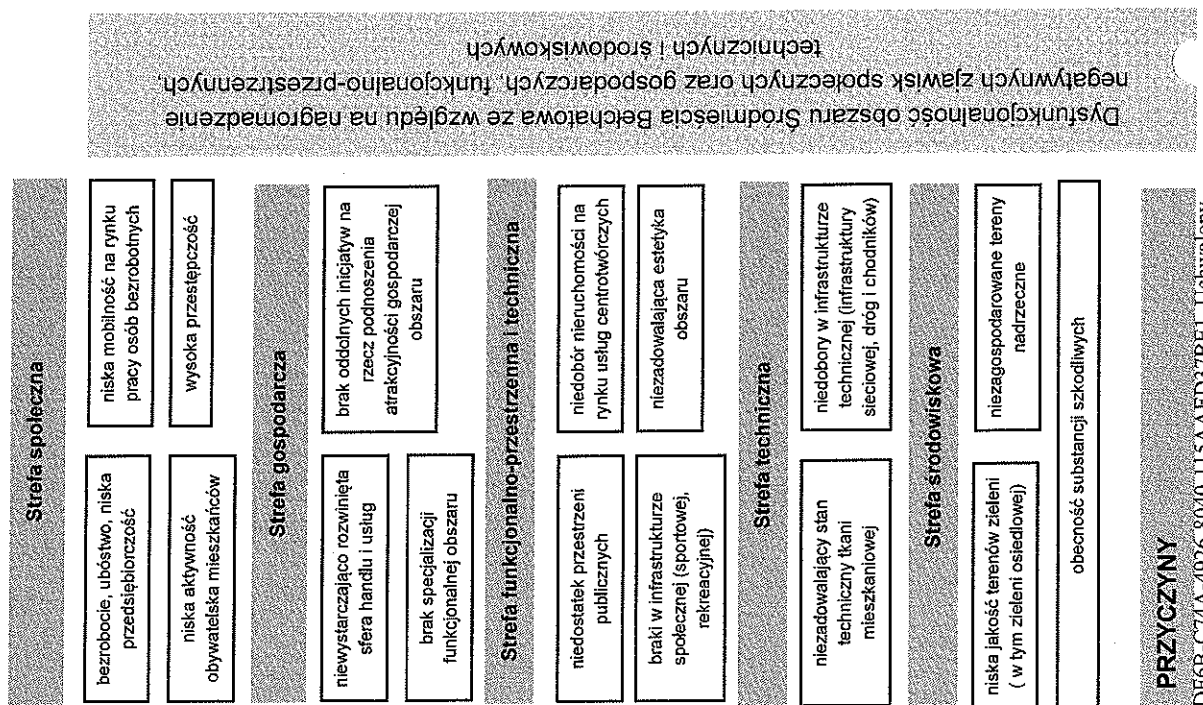 Strefa społeczna
bezrobocie, ubóstwo, niska
przedsiębiorczość
niska mobilność na rynku
pracy osób bezrobotnych
niska aktywność
obywatelska mieszkańców
wysoka przestępczość
Strefa gospodarcza
niewystarczająco rozwinięta
sfera handlu i usług
brak oddolnych inicjatyw na
rzecz podnoszenia
atrakcyjności gospodarczej
obszaru
brak specjalizacji
funkcjonalnej obszaru
Strefa funkcjonalno-przestrzenna i techniczna
niedostatek przestrzeni
publicznych
niedobór nieruchomości na
rynku usług centrotwórczych
braki w infrastrukturze
społecznej (sportowej,
rekreacyjnej)
niezadowalająca estetyka
obszaru
Strefa techniczna
niezadowalający stan
techniczny tkani
mieszkaniowej
niedobory w infrastrukturze
technicznej (infrastruktury
sieciowej, dróg i chodników)
Strefa środowiskowa
niska jakość terenów zieleni
( w tym zieleni osiedlowej)
niezagospodarowane tereny
nadrzeczne
obecność substancji szkodliwych
PRZYCZYNY
Dysfunkcjonalność obszaru Śródmieścia Bełchatowa ze względu na nagromadzenie
negatywnych zjawisk społecznych oraz gospodarczych, funkcjonalno-przestrzennych,
technicznych i środowiskowych